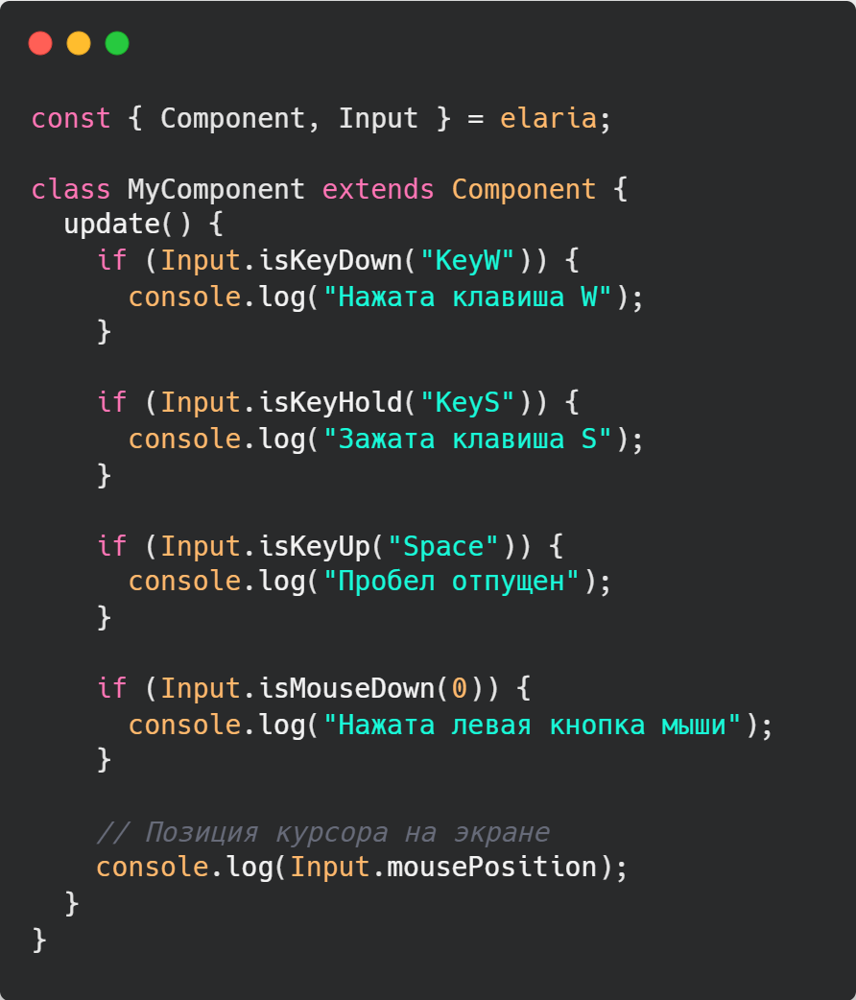 const { Component, Input } = elaria;
class MyComponent extends Component {
update() {
if (Input.isKeyDown("KeyW")) {
console.log("Нажата клавиша W");
}
if (Input.isKeyHold("KeyS")) {
console.log("Зажата клавиша S");
}
if (Input.isKeyUp("Space")) {
console.log("Пробел отпущен");
}
if (Input.isMouseDown(0)) {
console.log("Нажата левая кнопка мыши");
}
// Позиция курсора на экране
console.log(Input.mousePosition);
}
}